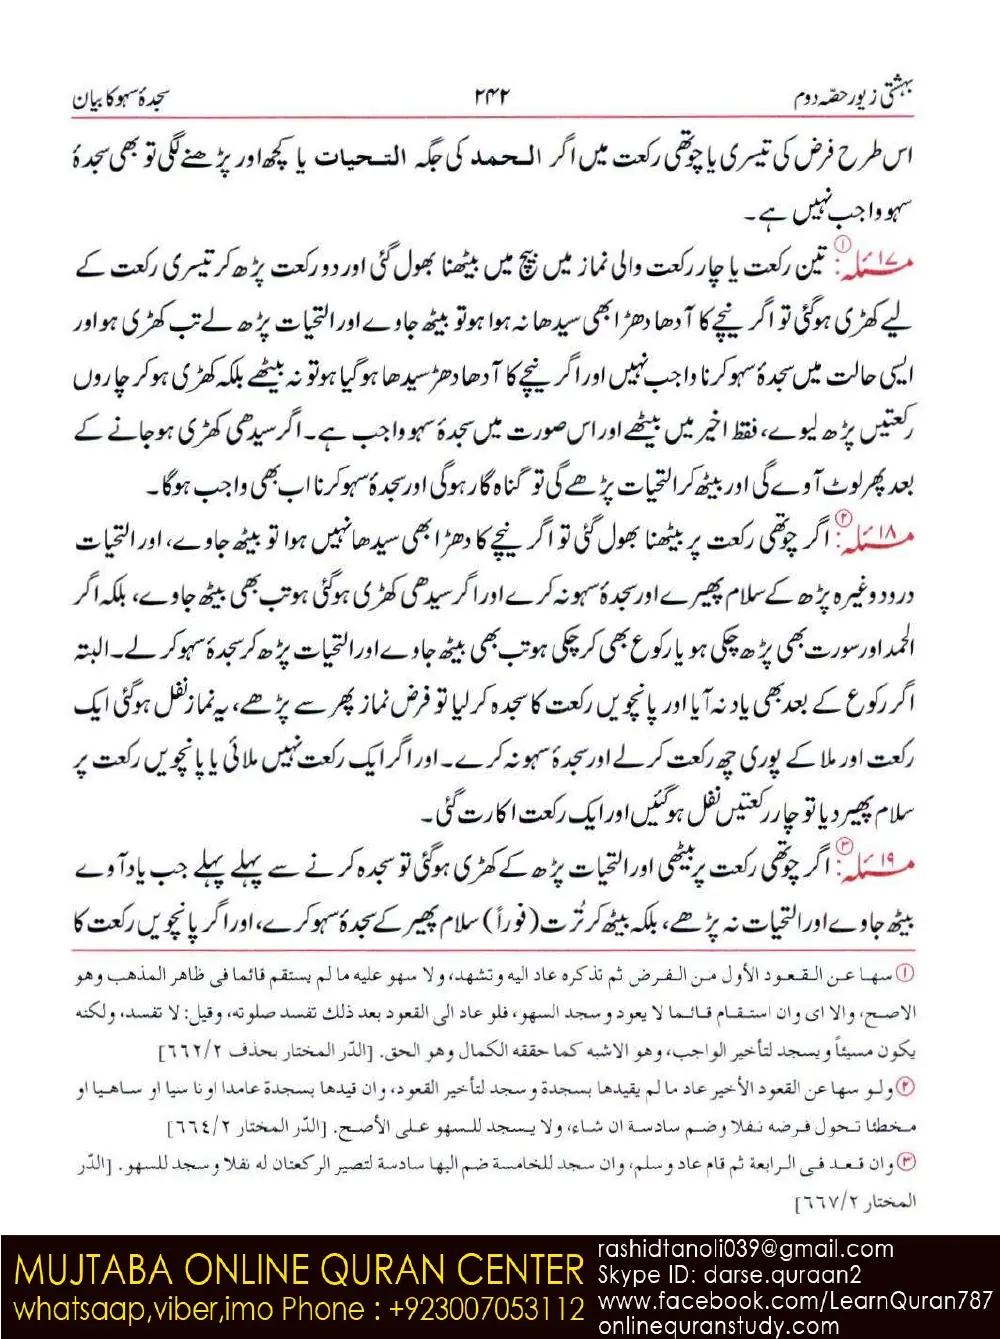 بہشتی زیور حصّہ دوم
۲۴۲
سجدۂ سہو کا بیان
اس طرح فرض کی تیسری یا چوتھی رکعت میں اگر الحمد کی جگہ التحیات یا کچھ اور پڑھنے لگی تو بھی سجدۂ
سہو واجب نہیں ہے۔
مسئلہ ۱۷: ① تین رکعت یا چار رکعت والی نماز میں بیچ میں بیٹھنا بھول گئی اور دو رکعت پڑھ کر تیسری رکعت کے
لیے کھڑی ہوگئی تو اگر نیچے کا آدھا دھڑ ابھی سیدھا نہ ہوا ہو تو بیٹھ جاوے اور التحیات پڑھ لے تب کھڑی ہو اور
ایسی حالت میں سجدۂ سہو کرنا واجب نہیں اور اگر نیچے کا آدھا دھڑ سیدھا ہوگیا ہو تو نہ بیٹھے بلکہ کھڑی ہو کر چاروں
رکعتیں پڑھ لیوے، فقط اخیر میں بیٹھے اور اس صورت میں سجدۂ سہو واجب ہے۔ اگر سیدھی کھڑی ہو جانے کے
بعد پھر لوٹ آوے گی اور بیٹھ کر التحیات پڑھے گی تو گناہ گار ہوگی اور سجدۂ سہو کرنا اب بھی واجب ہوگا۔
مسئلہ ۱۸: ② اگر چوتھی رکعت پر بیٹھنا بھول گئی تو اگر نیچے کا دھڑ ابھی سیدھا نہیں ہوا تو بیٹھ جاوے، اور التحیات
درود وغیرہ پڑھ کے سلام پھیرے اور سجدۂ سہو نہ کرے اور اگر سیدھی کھڑی ہوگئی ہو تب بھی بیٹھ جاوے، بلکہ اگر
الحمد اور سورت بھی پڑھ چکی ہو یا رکوع بھی کر چکی ہو تب بھی بیٹھ جاوے اور التحیات پڑھ کر سجدۂ سہو کر لے۔ البتہ
اگر رکوع کے بعد بھی یاد نہ آیا اور پانچویں رکعت کا سجدہ کر لیا تو فرض نماز پھر سے پڑھے، یہ نماز نفل ہوگئی ایک
رکعت اور ملا کے پوری چھ رکعت کر لے اور سجدۂ سہو نہ کرے۔ اور اگر ایک رکعت نہیں ملائی یا پانچویں رکعت پر
سلام پھیر دیا تو چار رکعتیں نفل ہوگئیں اور ایک رکعت اکارت گئی۔
مسئلہ ۱۹: ③ اگر چوتھی رکعت پر بیٹھی اور التحیات پڑھ کے کھڑی ہوگئی تو سجدہ کرنے سے پہلے پہلے جب یاد آوے
بیٹھ جاوے اور التحیات نہ پڑھے، بلکہ بیٹھ کر تُرت (فوراً) سلام پھیر کے سجدۂ سہو کرے، اور اگر پانچویں رکعت کا
① سها عن القعود الأول من الفرض ثم تذكره عاد اليه وتشهد، ولا سهو عليه ما لم يستقم قائما فى ظاهر المذهب وهو
الاصح، والا اى وان استقام قائما لا يعود وسجد السهو، فلو عاد الى القعود بعد ذلك تفسد صلوته، وقيل: لا تفسد، ولكنه
يكون مسيئاً ويسجد لتأخير الواجب، وهو الاشبه كما حققه الكمال وهو الحق. [الدّر المختار بحذف ٦٦٢/٢]
② ولو سها عن القعود الأخير عاد ما لم يقيدها بسجدة وسجد لتأخير القعود، وان قيدها بسجدة عامدا او ناسيا او ساهيا او
مخطئا تحول فرضه نفلا وضم سادسة ان شاء، ولا يسجد للسهو على الأصح. [الدّر المختار ٦٦٤/٢]
③ وان قعد فى الرابعة ثم قام عاد وسلم، وان سجد للخامسة ضم اليها سادسة لتصير الركعتان له نفلا وسجد للسهو. [الدّر
المختار ٦٦٧/٢]
MUJTABA ONLINE QURAN CENTER
whatsaap,viber,imo Phone : +923007053112
rashidtanoli039@gmail.com
Skype ID: darse.quraan2
www.facebook.com/LearnQuran787
onlinequranstudy.com